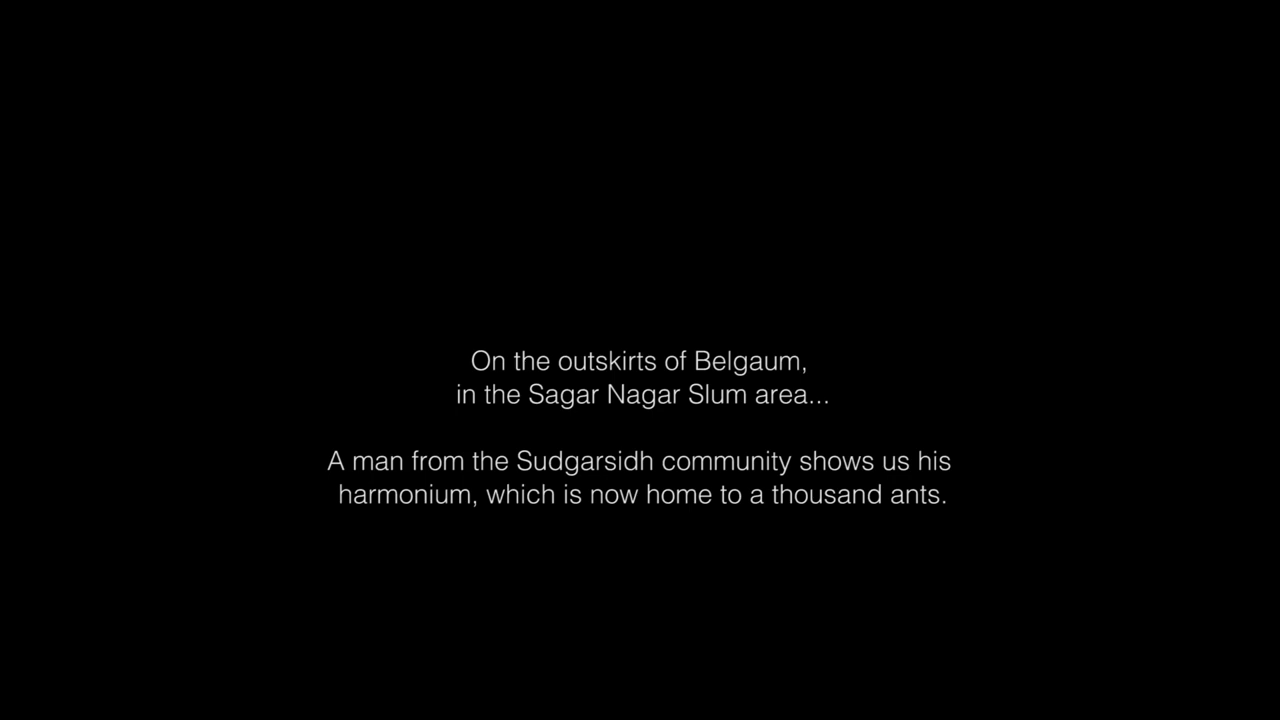 On the outskirts of Belgaum,
in the Sagar Nagar Slum area...
A man from the Sudgarsidh community shows us his
harmonium, which is now home to a thousand ants.